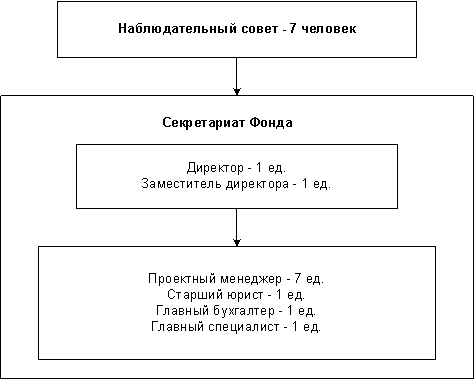 Наблюдательный совет - 7 человек
Секретариат Фонда
Директор - 1 ед.
Заместитель директора - 1 ед.
Проектный менеджер - 7 ед.
Старший юрист - 1 ед.
Главный бухгалтер - 1 ед.
Главный специалист - 1 ед.